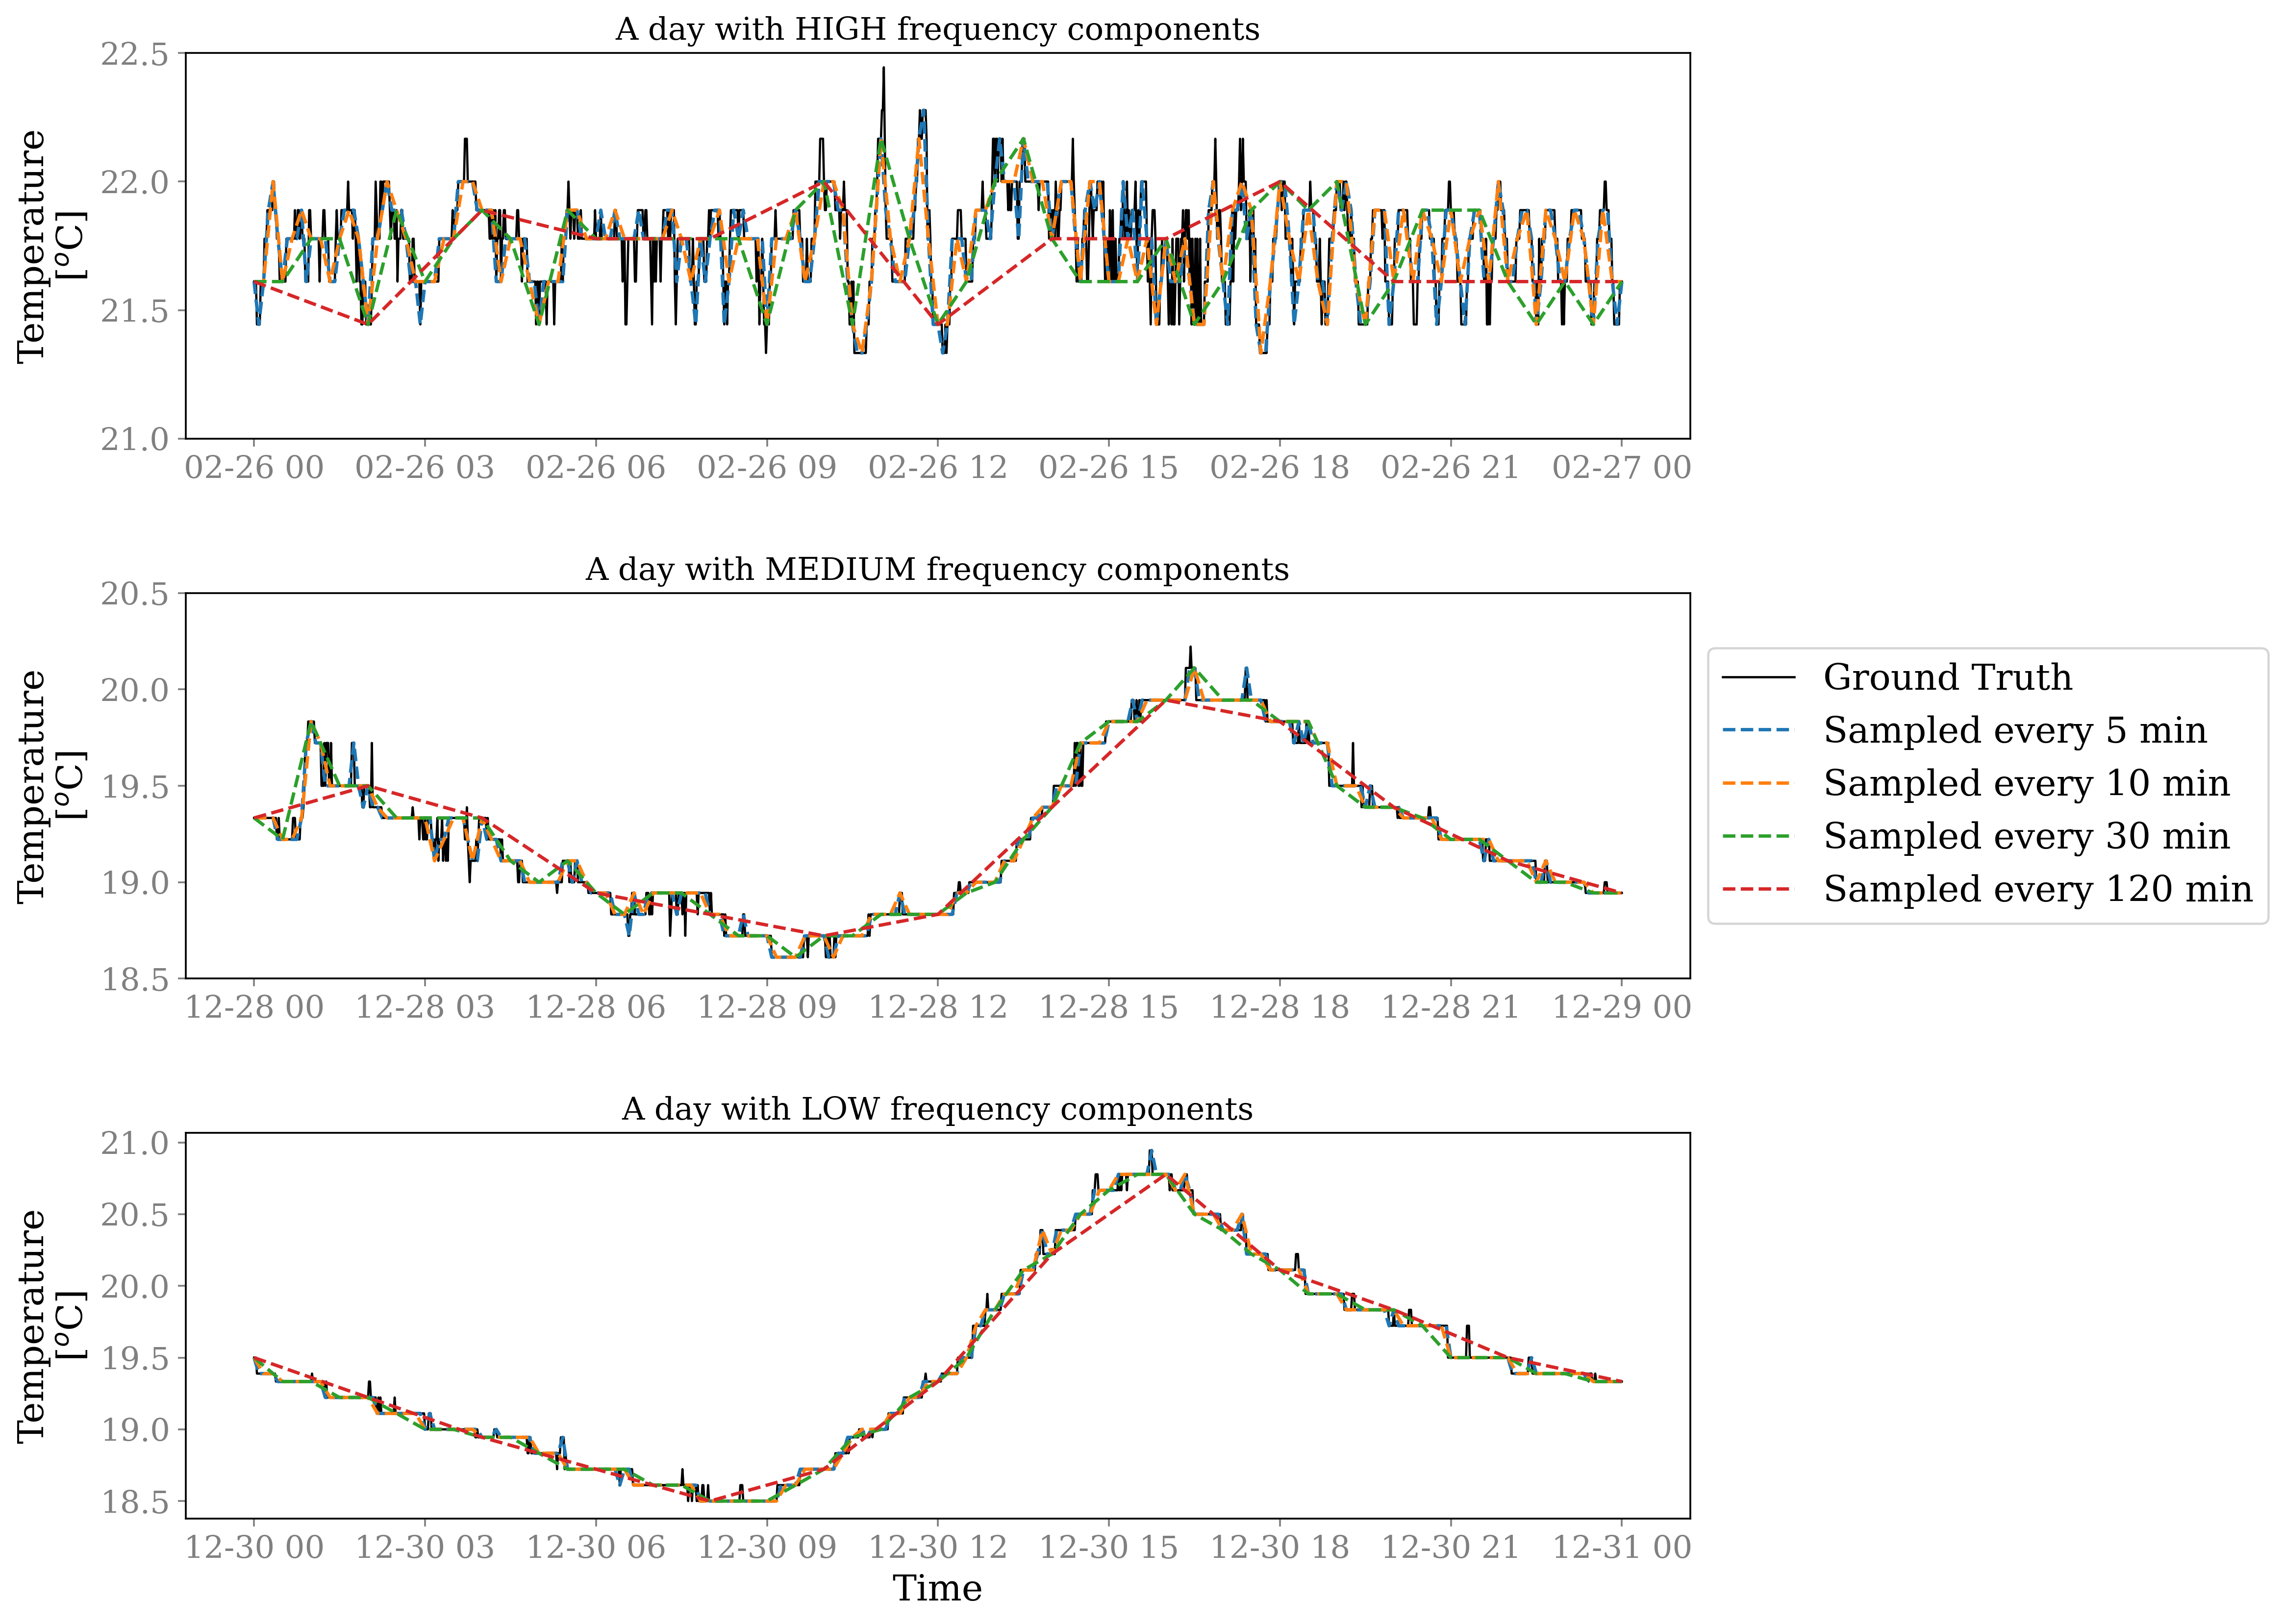 A day with HIGH frequency components
Temperature
[°C]
22.5
22.0
21.5
21.0
02-26 00 02-26 03 02-26 06 02-26 09 02-26 12 02-26 15 02-26 18 02-26 21 02-27 00
A day with MEDIUM frequency components
Temperature
[°C]
20.5
20.0
19.5
19.0
18.5
12-28 00 12-28 03 12-28 06 12-28 09 12-28 12 12-28 15 12-28 18 12-28 21 12-29 00
Ground Truth
Sampled every 5 min
Sampled every 10 min
Sampled every 30 min
Sampled every 120 min
A day with LOW frequency components
Temperature
[°C]
21.0
20.5
20.0
19.5
19.0
18.5
12-30 00 12-30 03 12-30 06 12-30 09 12-30 12 12-30 15 12-30 18 12-30 21 12-31 00
Time